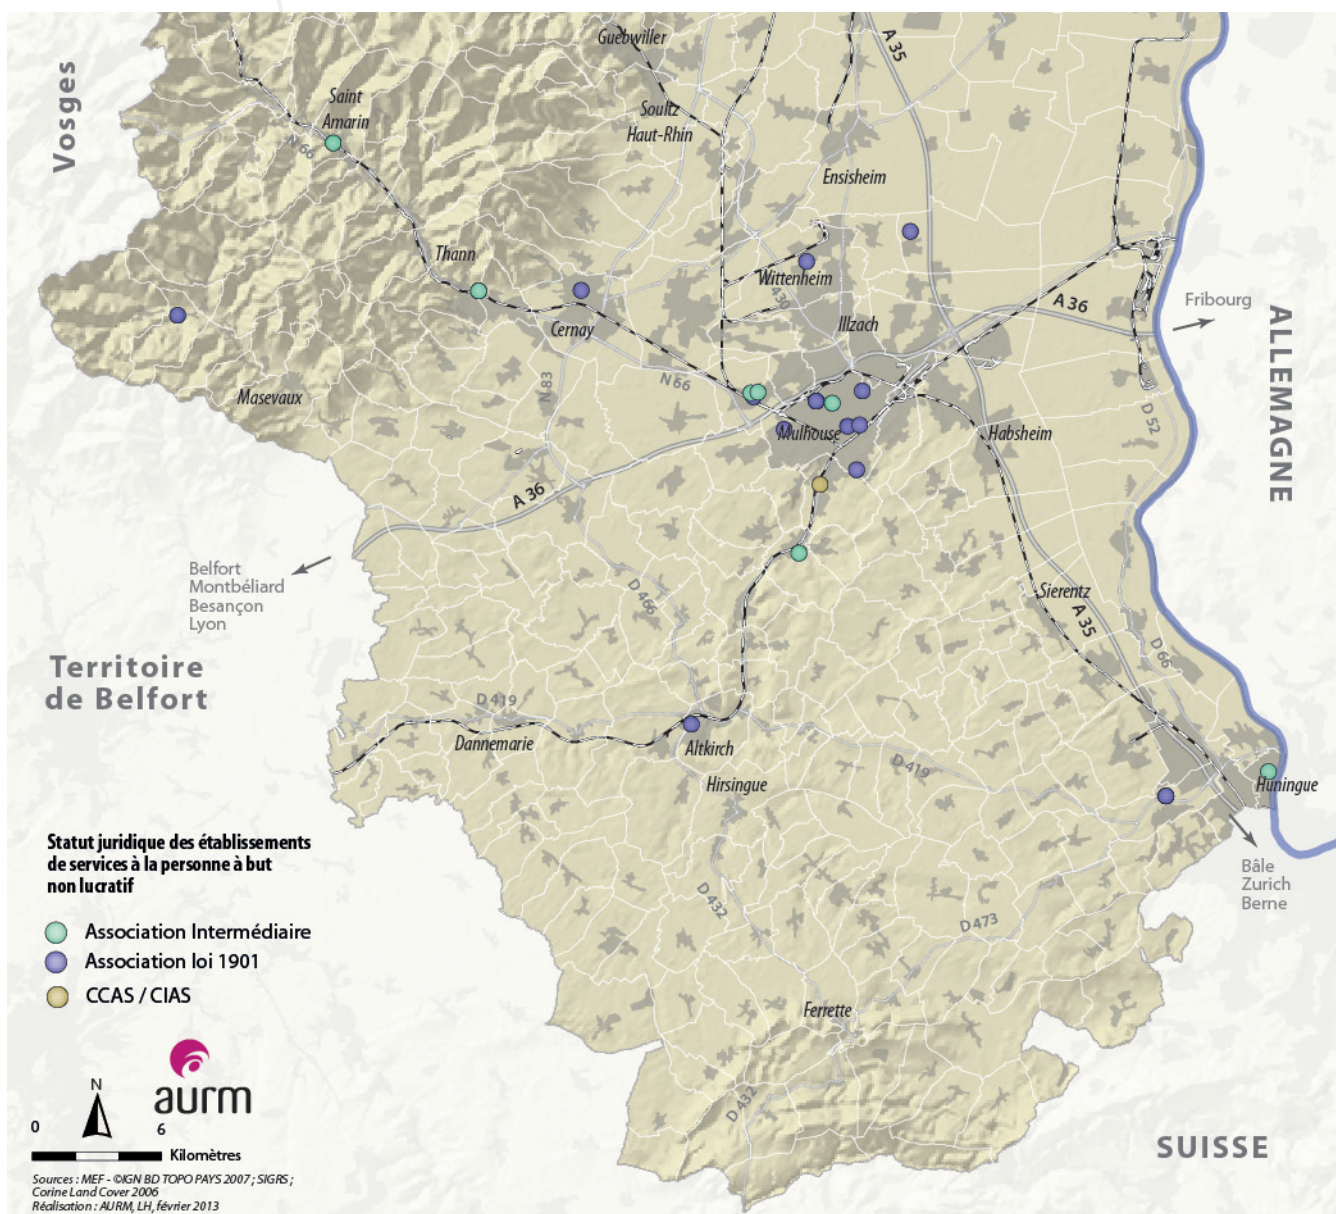 Guebwiller
A 35
Vosges
Saint
Amarin
N 66
Soultz
Haut-Rhin
Ensisheim
Thann
Wittenheim
430
A 36
Fribourg
ALLEMAGNE
Cernay
Illzach
N 66
N 83
Masevaux
D 52
Mulhouse
Habsheim
A 36
Belfort
Montbéliard
Besançon
Lyon
D 466
Sierentz
A 35
D 66
Territoire
de Belfort
D 419
Dannemarie
Altkirch
D 419
Hirsingue
Huningue
Statut juridique des établissements
de services à la personne à but
non lucratif
Association Intermédiaire
Association loi 1901
CCAS / CIAS
Bâle
Zurich
Berne
D 432
D 473
Ferrette
D 432
aurm
N
0 6
Kilomètres
SUISSE
Sources : MEF - ©IGN BD TOPO PAYS 2007 ; SIGRS ;
Corine Land Cover 2006
Réalisation : AURM, LH, février 2013